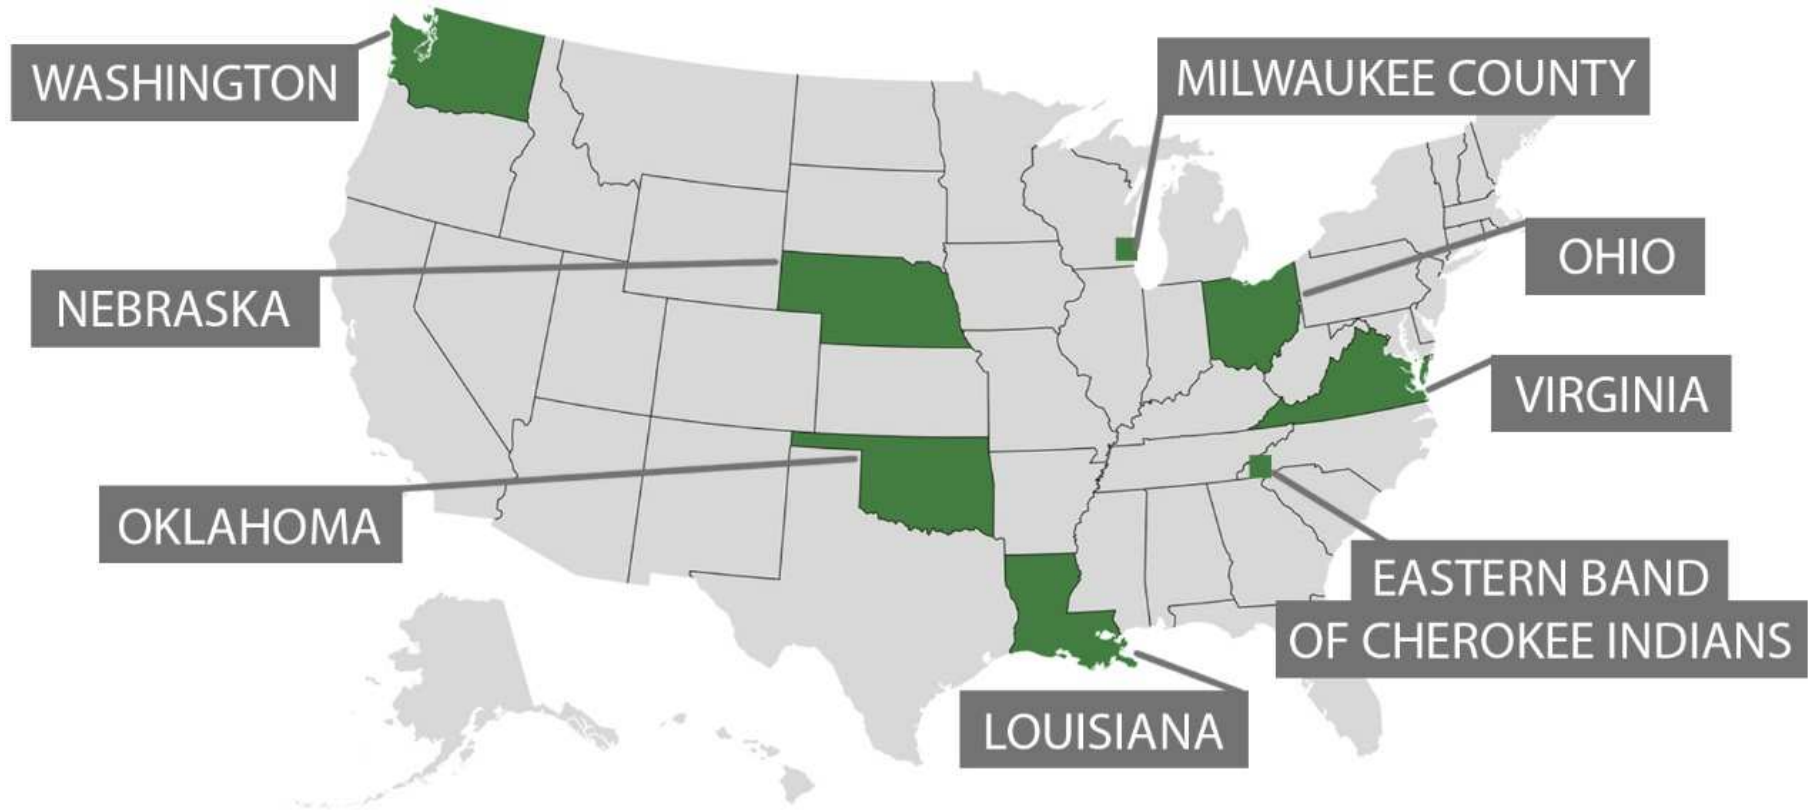 WASHINGTON
MILWAUKEE COUNTY
OHIO
NEBRASKA
VIRGINIA
OKLAHOMA
EASTERN BAND
OF CHEROKEE INDIANS
LOUISIANA